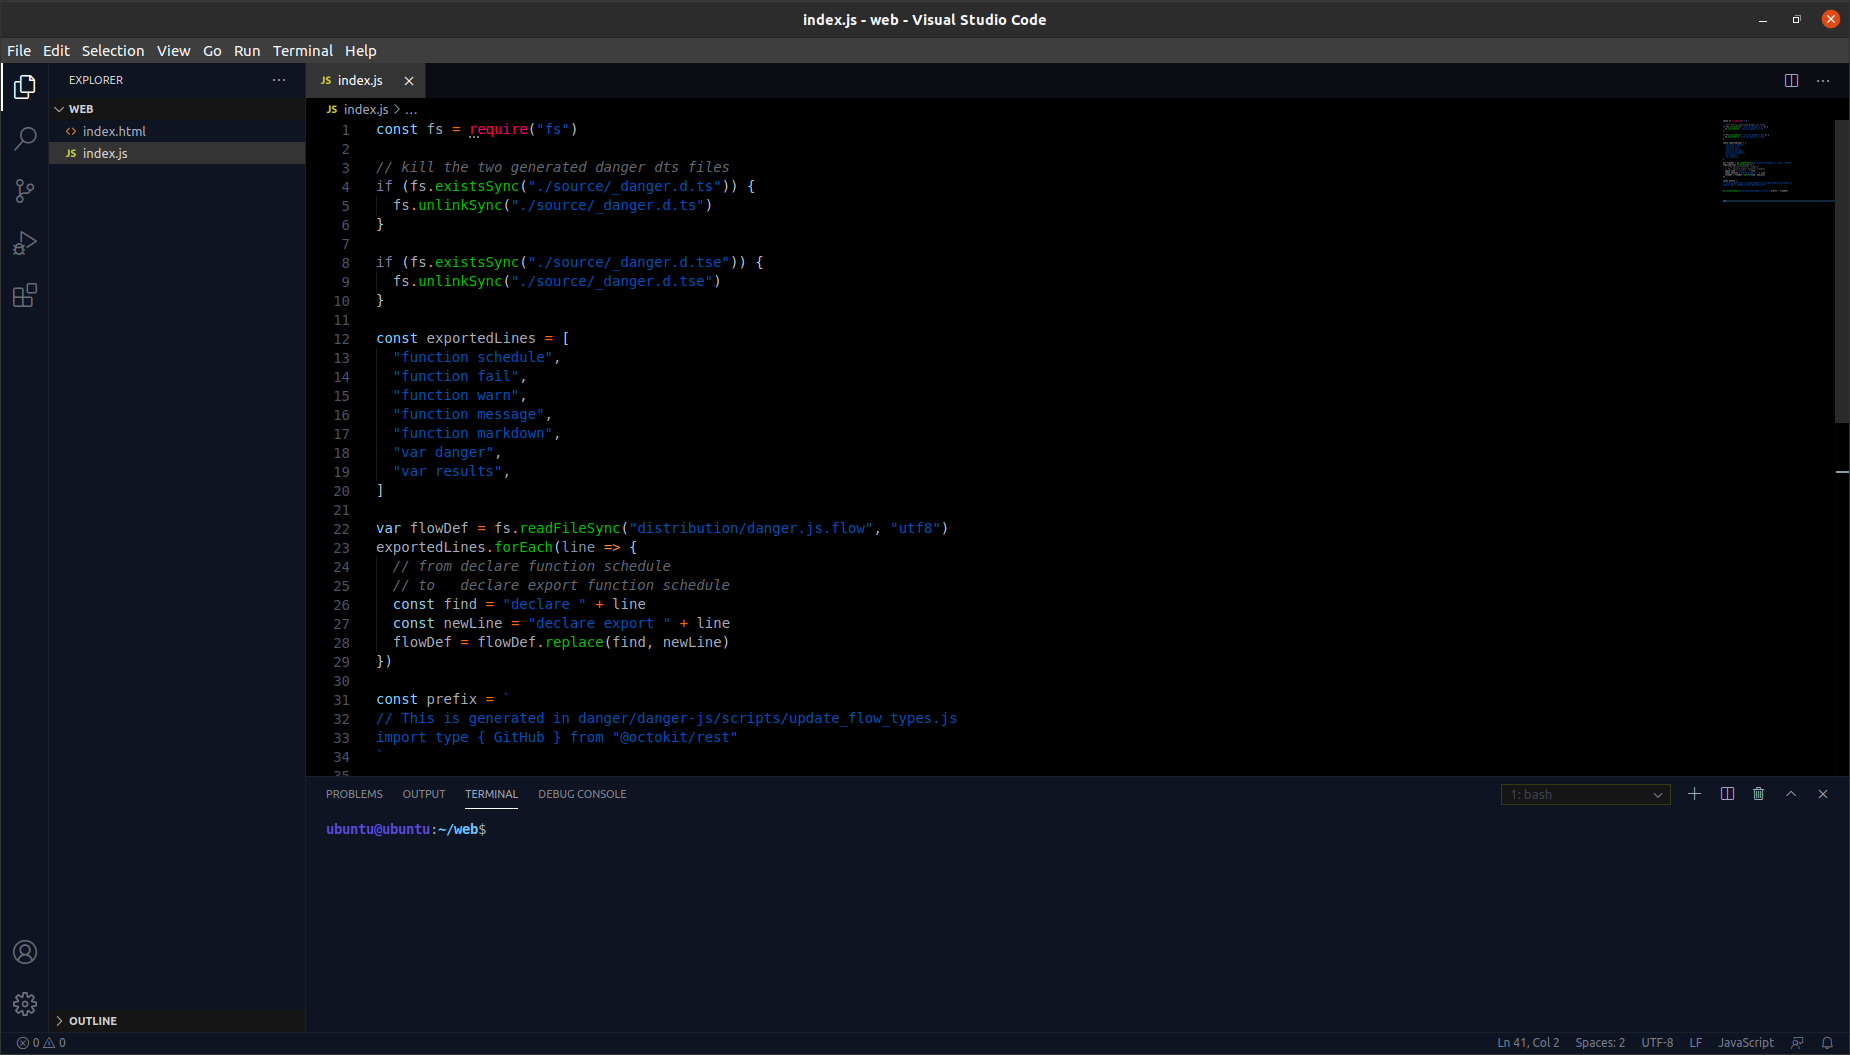 index.js - web - Visual Studio Code
File Edit Selection View Go Run Terminal Help
EXPLORER
WEB
index.html
JS index.js
OUTLINE
JS index.js
JS index.js > ...
1 const fs = require("fs")
2
3 // kill the two generated danger dts files
4 if (fs.existsSync("./source/_danger.d.ts")) {
5 fs.unlinkSync("./source/_danger.d.ts")
6 }
7
8 if (fs.existsSync("./source/_danger.d.tse")) {
9 fs.unlinkSync("./source/_danger.d.tse")
10 }
11
12 const exportedLines = [
13 "function schedule",
14 "function fail",
15 "function warn",
16 "function message",
17 "function markdown",
18 "var danger",
19 "var results",
20 ]
21
22 var flowDef = fs.readFileSync("distribution/danger.js.flow", "utf8")
23 exportedLines.forEach(line => {
24 // from declare function schedule
25 // to   declare export function schedule
26 const find = "declare " + line
27 const newLine = "declare export " + line
28 flowDef = flowDef.replace(find, newLine)
29 })
30
31 const prefix = `
32 // This is generated in danger/danger-js/scripts/update_flow_types.js
33 import type { GitHub } from "@octokit/rest"
34 `
35
PROBLEMS OUTPUT TERMINAL DEBUG CONSOLE
1: bash
ubuntu@ubuntu:~/web$
0 0
Ln 41, Col 2 Spaces: 2 UTF-8 LF JavaScript